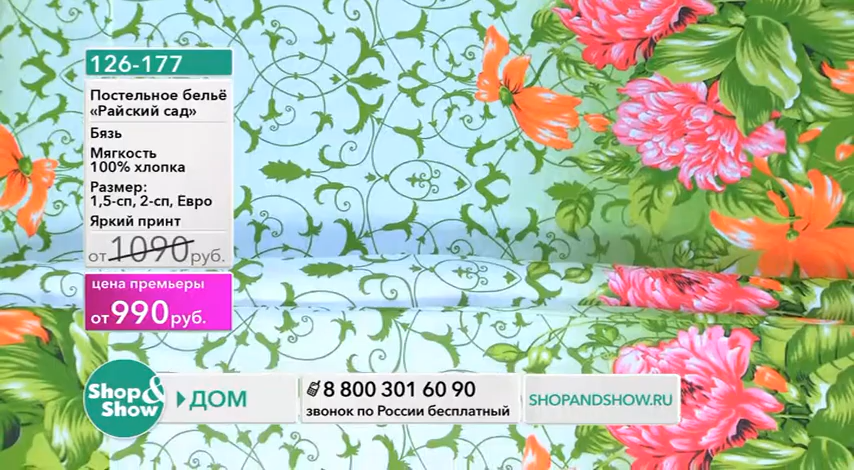 126-177
Постельное бельё
«Райский сад»
Бязь
Мягкость
100% хлопка
Размер:
1,5-сп, 2-сп, Евро
Яркий принт
от 1090 руб.
цена премьеры
от 990 руб.
Shop &
Show
ДОМ
8 800 301 60 90
звонок по России бесплатный
SHOPANDSHOW.RU